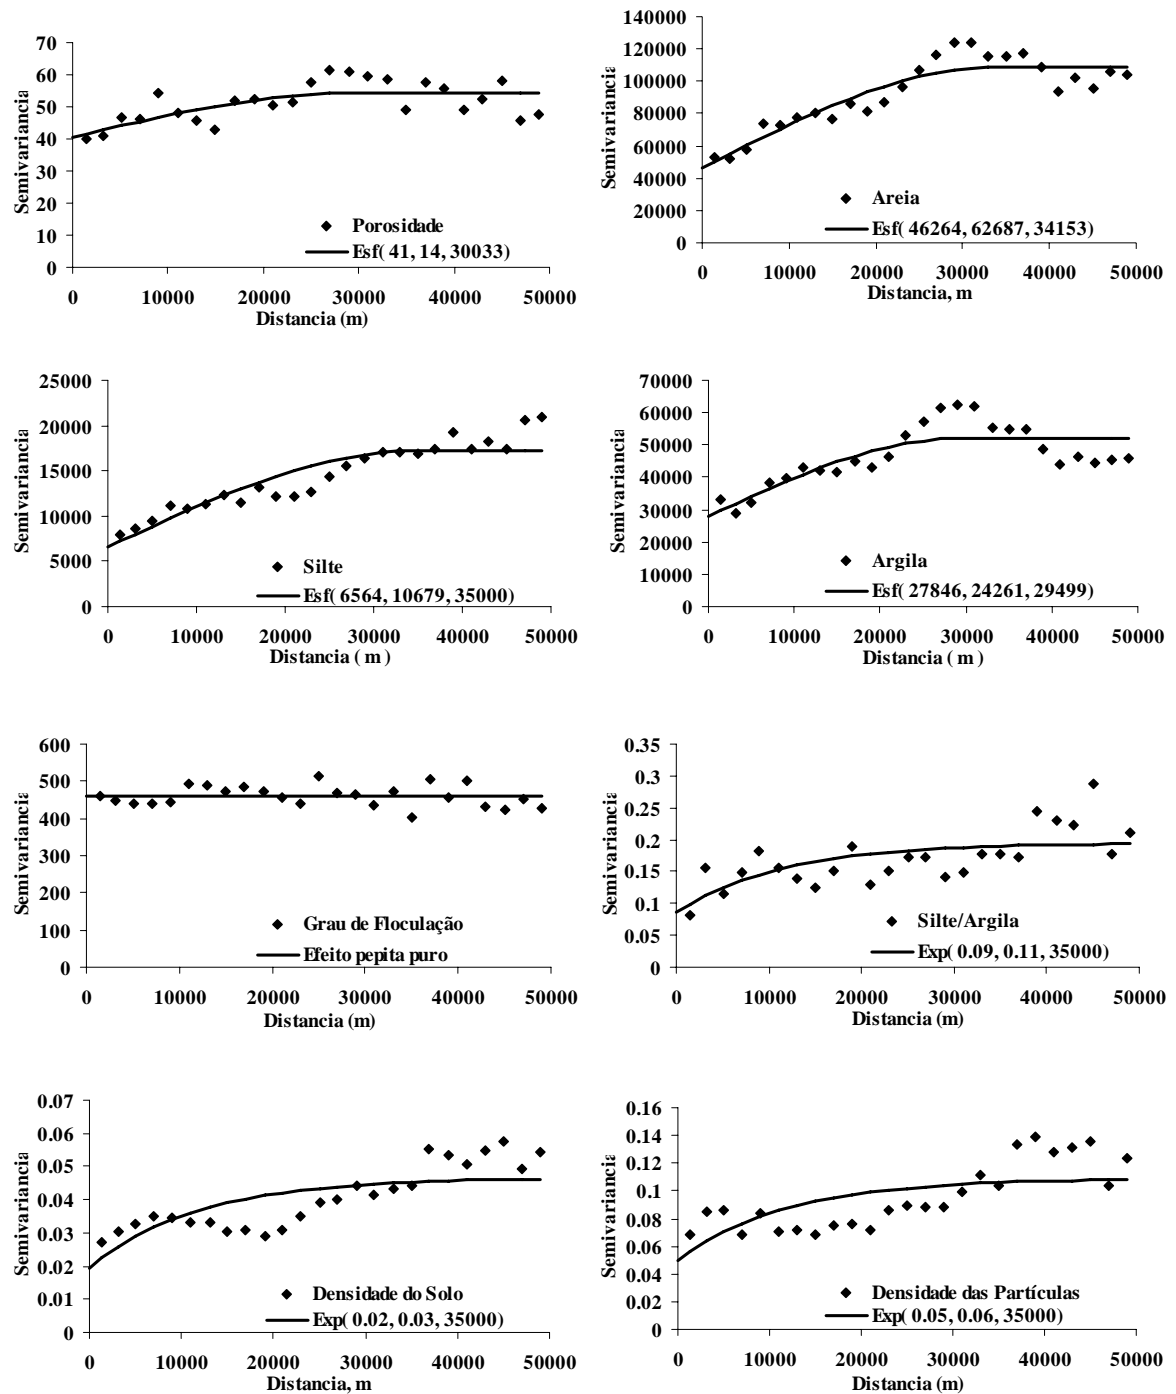 70
60
50
40
30
20
10
0
Semivariancia
Porosidade
Esf( 41, 14, 30033)
0 10000 20000 30000 40000 50000
Distancia (m)
140000
120000
100000
80000
60000
40000
20000
0
Semivariancia
Areia
Esf( 46264, 62687, 34153)
0 10000 20000 30000 40000 50000
Distancia, m
25000
20000
15000
10000
5000
0
Semivariancia
Silte
Esf( 6564, 10679, 35000)
0 10000 20000 30000 40000 50000
Distancia ( m )
70000
60000
50000
40000
30000
20000
10000
0
Semivariancia
Argila
Esf( 27846, 24261, 29499)
0 10000 20000 30000 40000 50000
Distancia ( m )
600
500
400
300
200
100
0
Semivariancia
Grau de Floculação
Efeito pepita puro
0 10000 20000 30000 40000 50000
Distancia (m)
0.35
0.3
0.25
0.2
0.15
0.1
0.05
0
Semivariancia
Silte/Argila
Exp( 0.09, 0.11, 35000)
0 10000 20000 30000 40000 50000
Distancia (m)
0.07
0.06
0.05
0.04
0.03
0.02
0.01
0
Semivariancia
Densidade do Solo
Exp( 0.02, 0.03, 35000)
0 10000 20000 30000 40000 50000
Distancia, m
0.16
0.14
0.12
0.1
0.08
0.06
0.04
0.02
0
Semivariancia
Densidade das Partículas
Exp( 0.05, 0.06, 35000)
0 10000 20000 30000 40000 50000
Distancia (m)